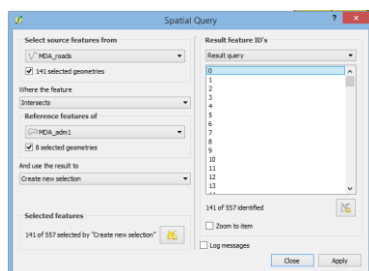 Spatial Query
Select source features from
MDA_roads
141 selected geometries
Where the feature
Intersects
Reference features of
MDA_adm1
8 selected geometries
And use the result to
Create new selection
Selected features
141 of 557 selected by "Create new selection"
Result feature ID's
Result query
0
1
2
3
4
5
6
7
8
9
10
11
12
13
14
141 of 557 identified
Zoom to item
Log messages
Close
Apply